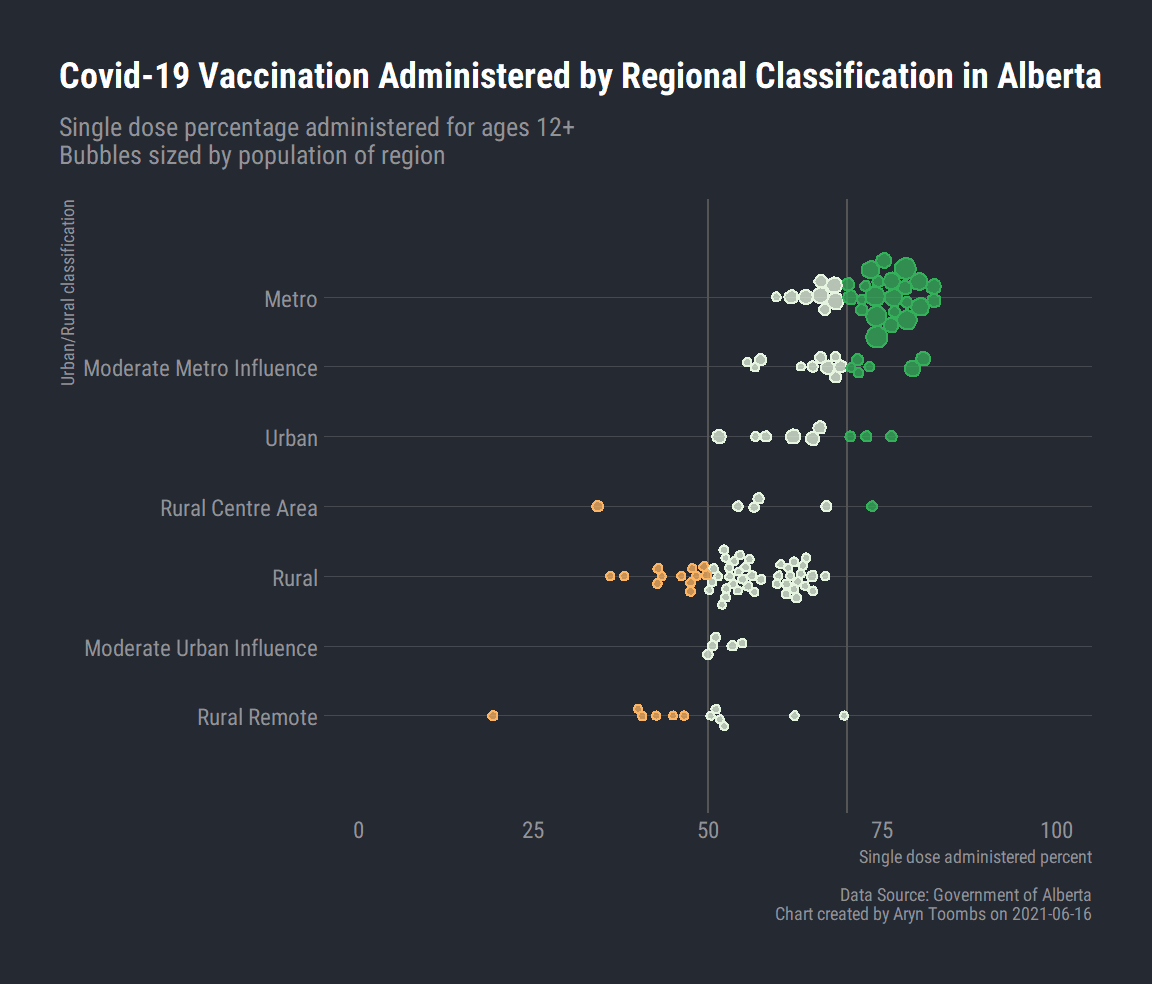 Covid-19 Vaccination Administered by Regional Classification in Alberta
Single dose percentage administered for ages 12+
Bubbles sized by population of region
Urban/Rural classification
Metro
Moderate Metro Influence
Urban
Rural Centre Area
Rural
Moderate Urban Influence
Rural Remote
0 25 50 75 100
Single dose administered percent
Data Source: Government of Alberta
Chart created by Aryn Toombs on 2021-06-16